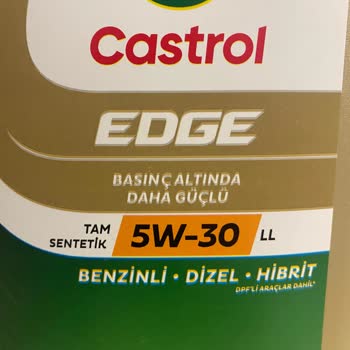 Castrol
EDGE
BASINÇ ALTINDA
DAHA GÜÇLÜ
TAM
SENTETİK
5W-30 LL
BENZİNLİ • DİZEL • HİBRİT
DPF'Lİ ARAÇLAR DAHİL*